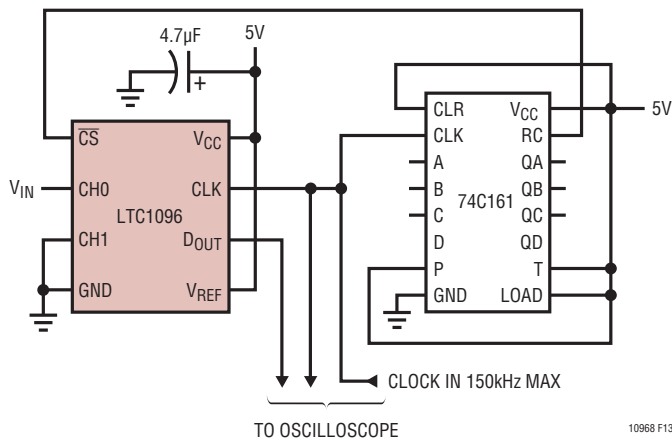 4.7µF
5V
+
CS
CH0
CH1
GND
LTC1096
VCC
CLK
DOUT
VREF
VIN
CLR
CLK
A
B
C
D
P
GND
74C161
VCC
RC
QA
QB
QC
QD
T
LOAD
5V
CLOCK IN 150kHz MAX
TO OSCILLOSCOPE
10968 F13